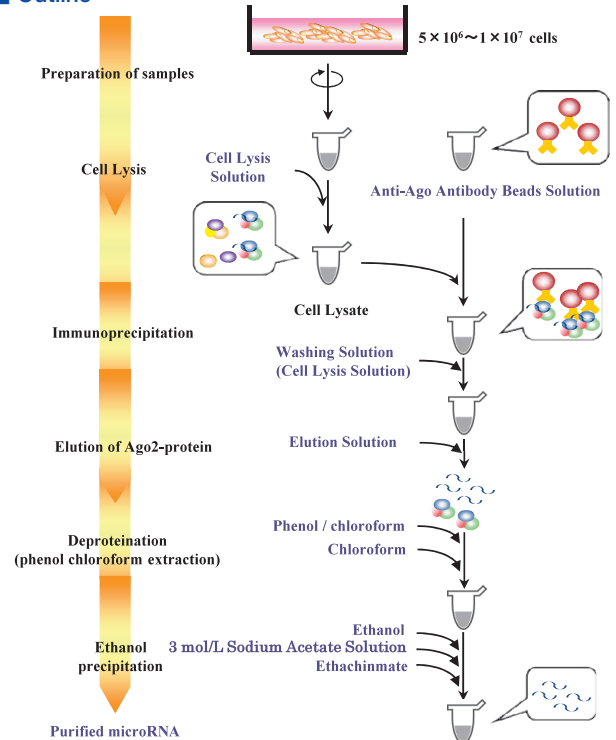 Outline
5×10⁶～1×10⁷ cells
Preparation of samples
Cell Lysis
Cell Lysis
Solution
Anti-Ago Antibody Beads Solution
Cell Lysate
Immunoprecipitation
Washing Solution
(Cell Lysis Solution)
Elution of Ago2-protein
Elution Solution
Phenol / chloroform
Chloroform
Deproteination
(phenol chloroform extraction)
Ethanol
3 mol/L Sodium Acetate Solution
Ethachinmate
Ethanol
precipitation
Purified microRNA